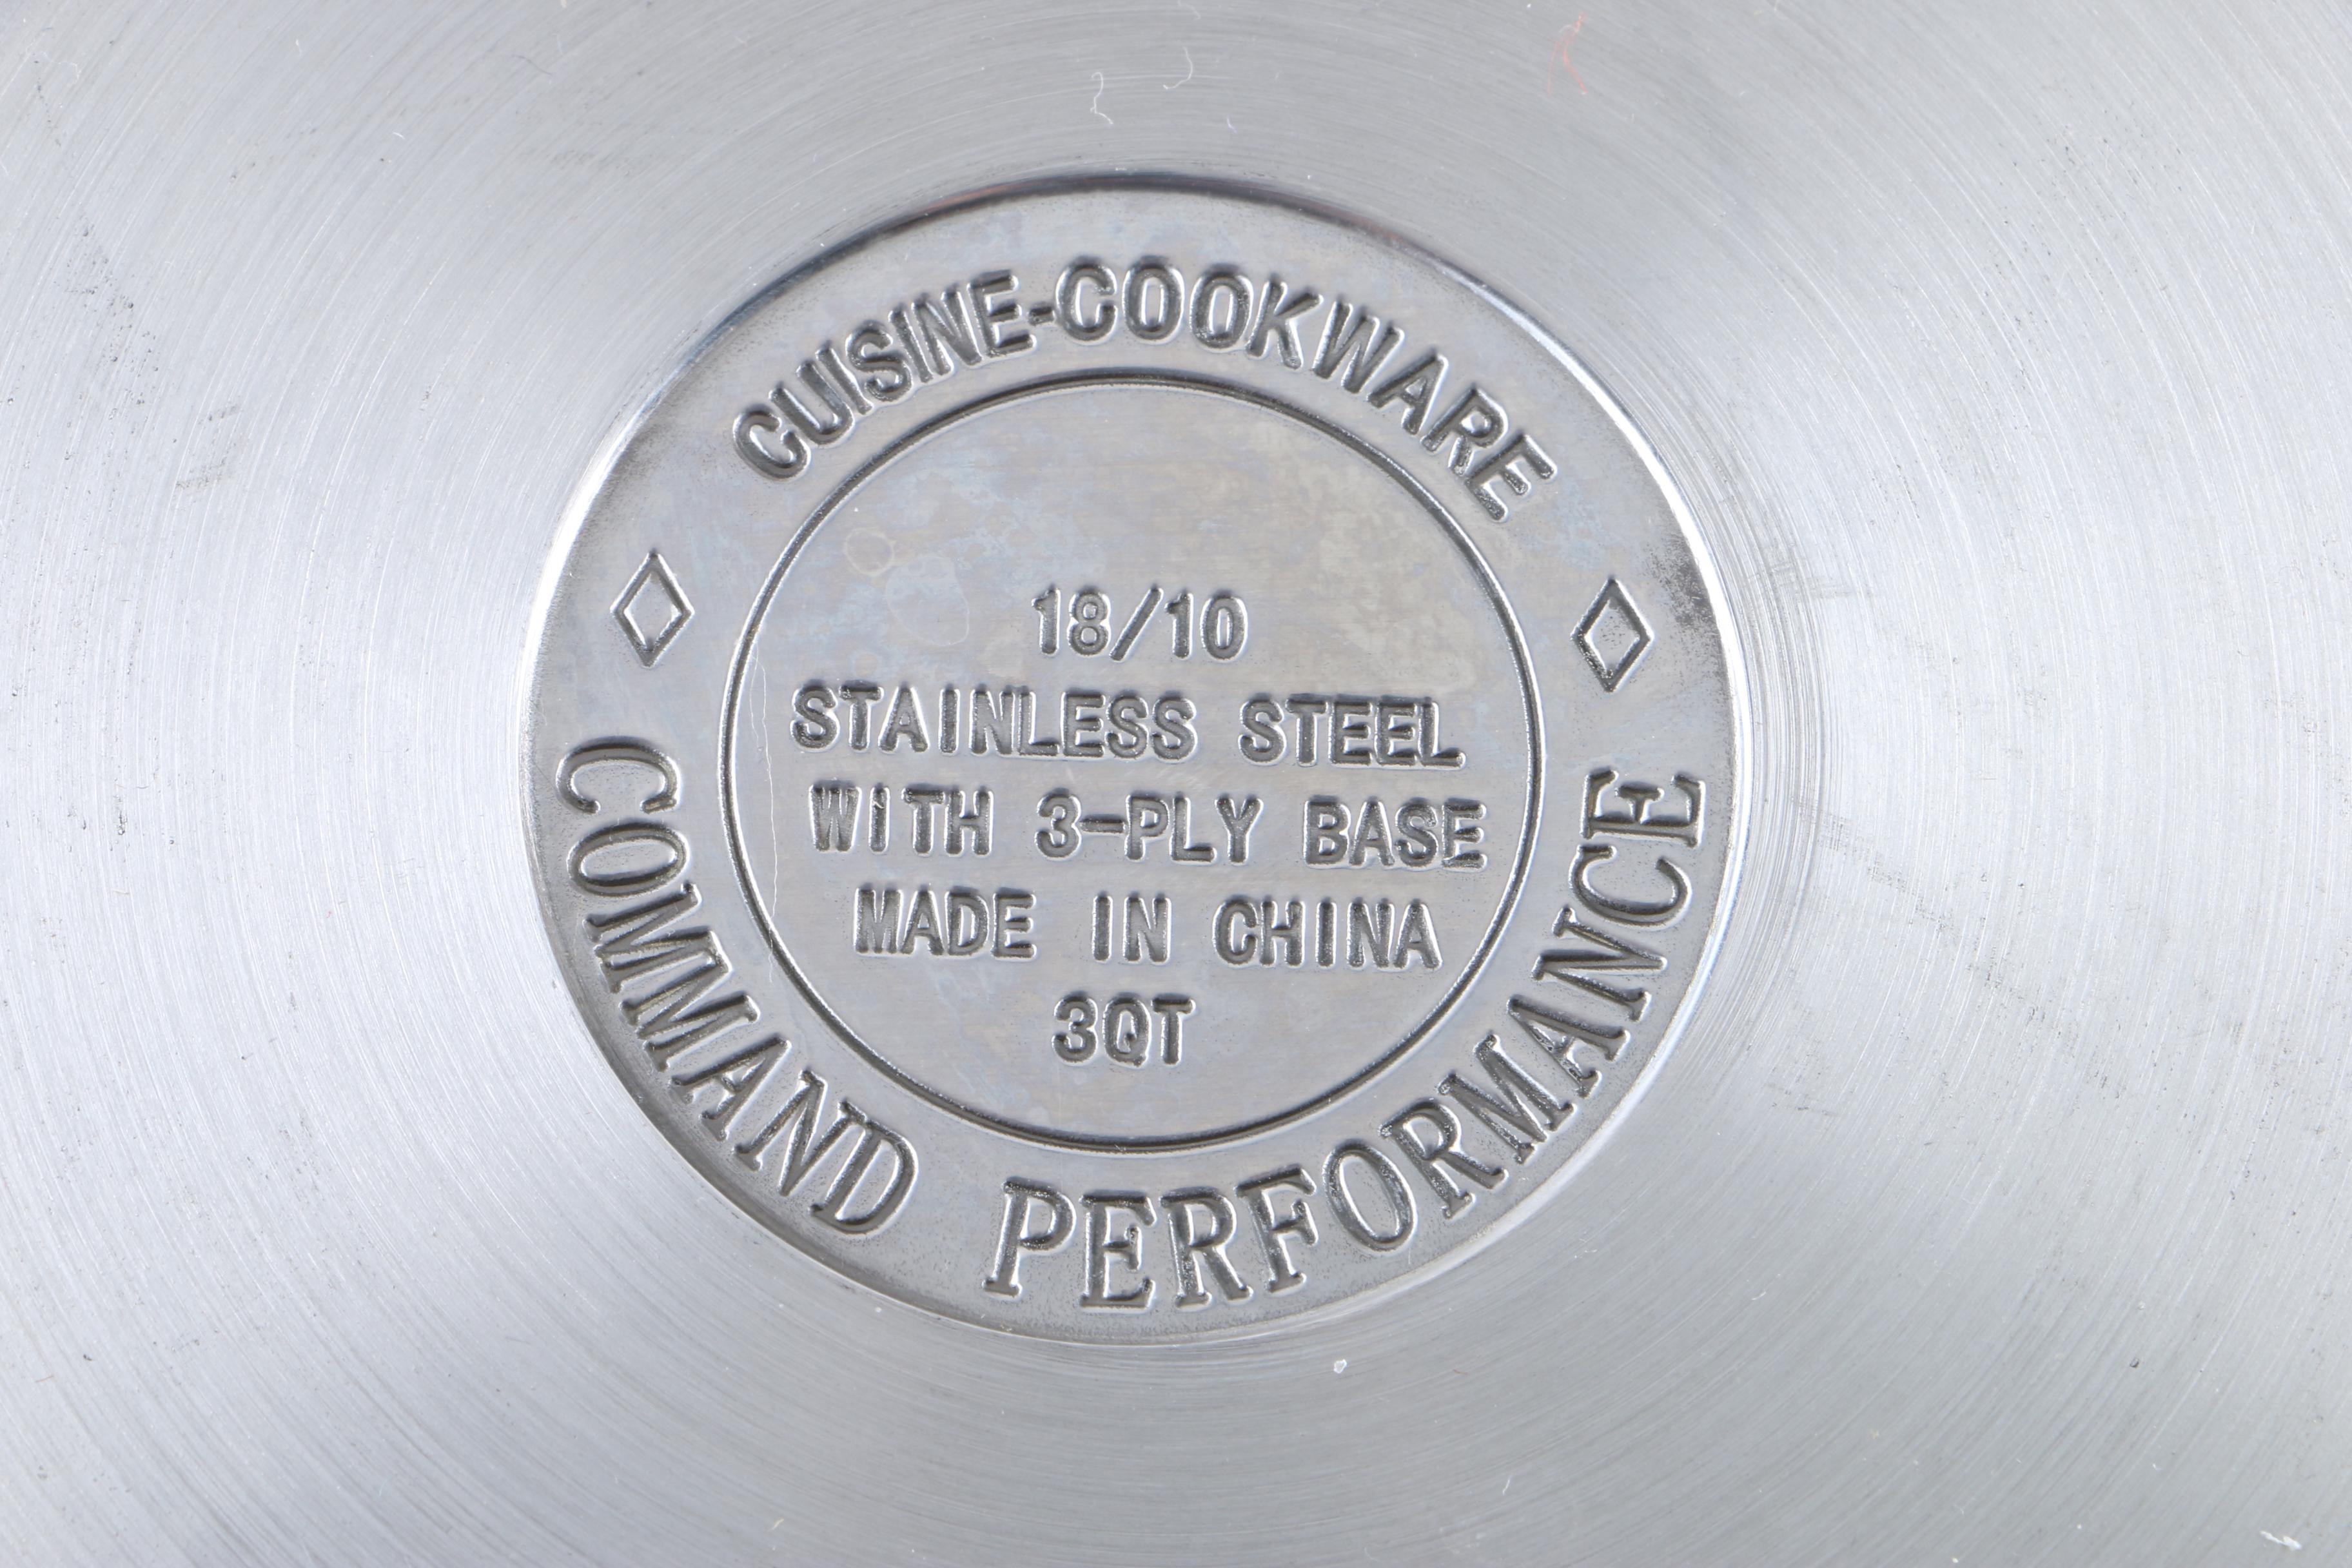 CUISINE-COOKWARE
18/10
STAINLESS STEEL
WITH 3-PLY BASE
MADE IN CHINA
3QT
COMMAND PERFORMANCE